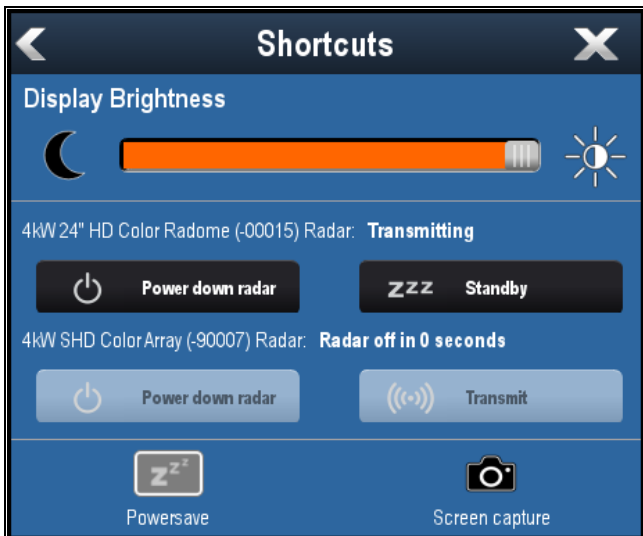 Shortcuts
Display Brightness
4kW 24" HD Color Radome (-00015) Radar: Transmitting
Power down radar
zzz Standby
4kW SHD Color Array (-90007) Radar: Radar off in 0 seconds
Power down radar
Transmit
zzz
Powersave
Screen capture